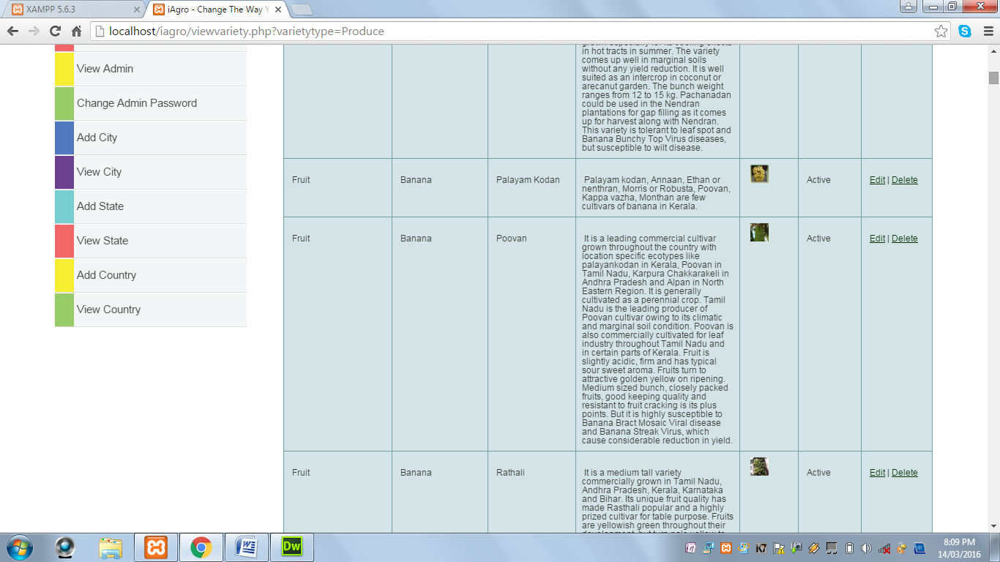 XAMPP 5.6.3
iAgro - Change The Way Y
localhost/iagro/viewvariety.php?varietytype=Produce
View Admin
Change Admin Password
Add City
View City
Add State
View State
Add Country
View Country
in hot tracts in summer. The variety
comes up well in marginal soils
without any yield reduction. It is well
suited as an intercrop in coconut or
arecanut garden. The bunch weight
ranges from 12 to 15 kg. Pachanadan
could be used in the Nendran
plantations for gap filling as it comes
up for harvest along with Nendran.
This variety is tolerant to leaf spot and
Banana Bunchy Top Virus diseases,
but susceptible to wilt disease.
Fruit
Banana
Palayam Kodan
Palayam kodan, Annaan, Ethan or
nenthran, Morris or Robusta, Poovan,
Kappa vazha, Monthan are few
cultivars of banana in Kerala.
Active
Edit | Delete
Fruit
Banana
Poovan
It is a leading commercial cultivar
grown throughout the country with
location specific ecotypes like
palayankodan in Kerala, Poovan in
Tamil Nadu, Karpura Chakkarakeli in
Andhra Pradesh and Alpan in North
Eastern Region. It is generally
cultivated as a perennial crop. Tamil
Nadu is the leading producer of
Poovan cultivar owing to its climatic
and marginal soil condition. Poovan is
also commercially cultivated for leaf
industry throughout Tamil Nadu and
in certain parts of Kerala. Fruit is
slightly acidic, firm and has typical
sour sweet aroma. Fruits turn to
attractive golden yellow on ripening.
Medium sized bunch, closely packed
fruits, good keeping quality and
resistant to fruit cracking is its plus
points. But it is highly susceptible to
Banana Bract Mosaic Viral disease
and Banana Streak Virus, which
cause considerable reduction in yield.
Active
Edit | Delete
Fruit
Banana
Rathali
It is a medium tall variety
commercially grown in Tamil Nadu,
Andhra Pradesh, Kerala, Karnataka
and Bihar. Its unique fruit quality has
made Rasthali popular and a highly
prized cultivar for table purpose. Fruits
are yellowish green throughout their
Active
Edit | Delete
Dw
K7
8:09 PM
14/03/2016